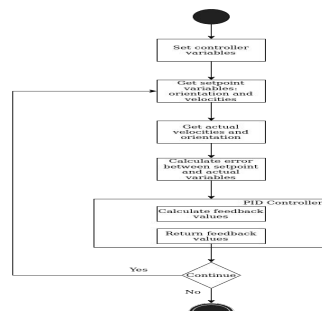 Set controller
variables
Get setpoint
variables:
orientation and
velocities
Get actual
velocities and
orientation
Calculate error
between setpoint
and actual
variables
PID Controller
Calculate feedback
values
Return feedback
values
Yes
Continue
No